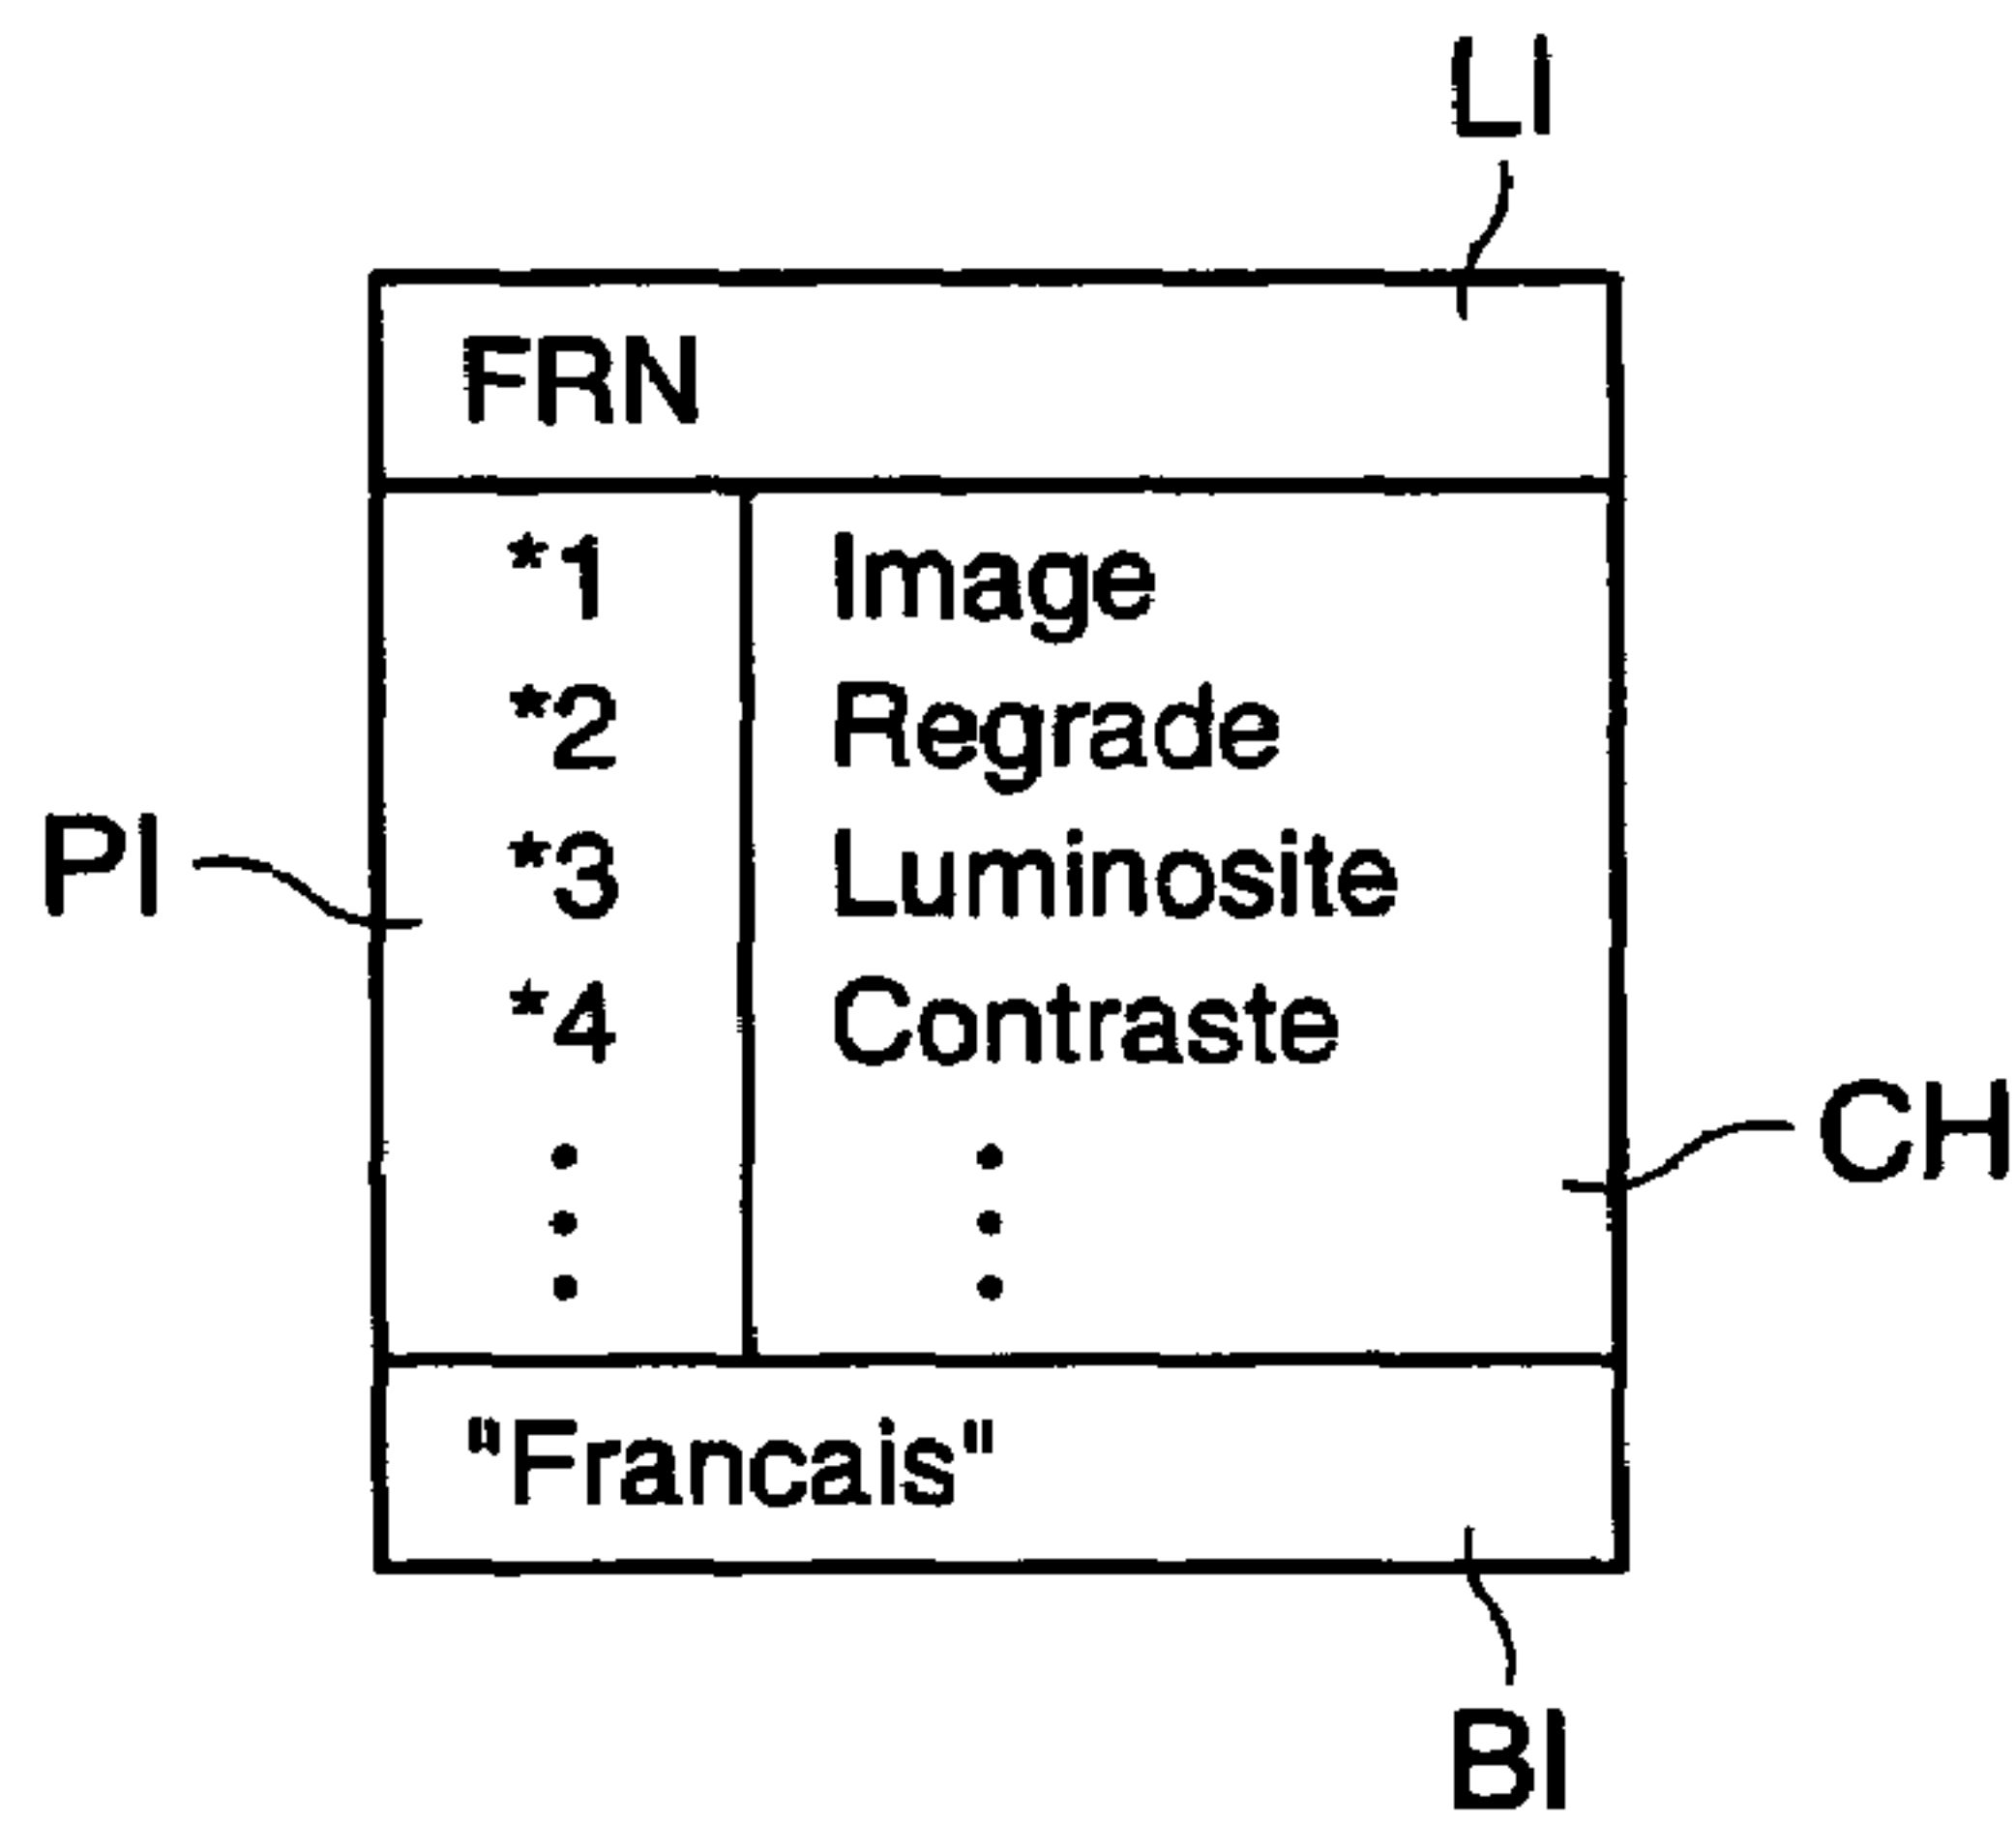 LI
FRN
*1 Image
*2 Regrade
*3 Luminosite
*4 Contraste
PI
CH
"Francais"
BI